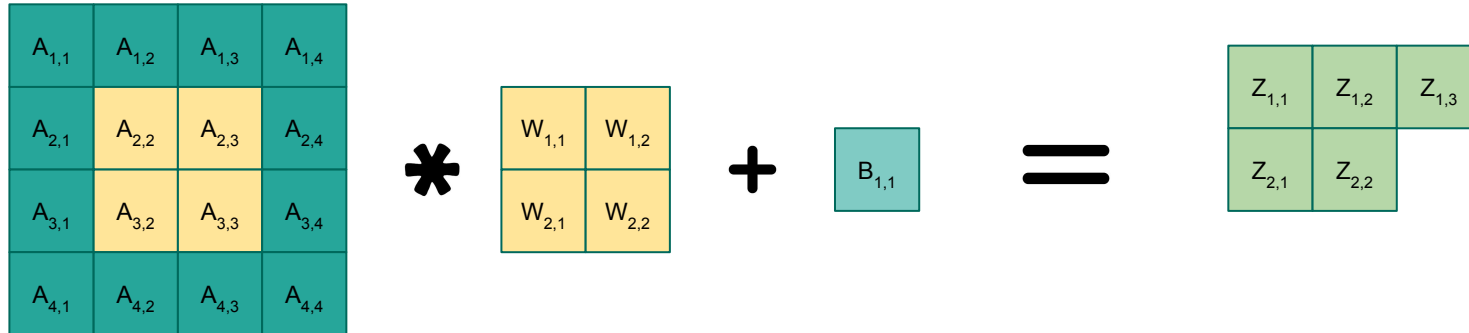 A1,1 A1,2 A1,3 A1,4
A2,1 A2,2 A2,3 A2,4
A3,1 A3,2 A3,3 A3,4
A4,1 A4,2 A4,3 A4,4
*
W1,1 W1,2
W2,1 W2,2
+
B1,1
=
Z1,1 Z1,2 Z1,3
Z2,1 Z2,2